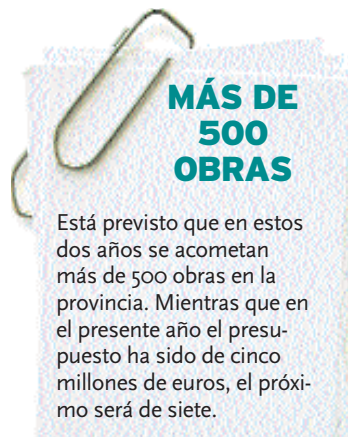 MÁS DE
500
OBRAS
Está previsto que en estos
dos años se acometan
más de 500 obras en la
provincia. Mientras que en
el presente año el presu-
puesto ha sido de cinco
millones de euros, el próxi-
mo será de siete.